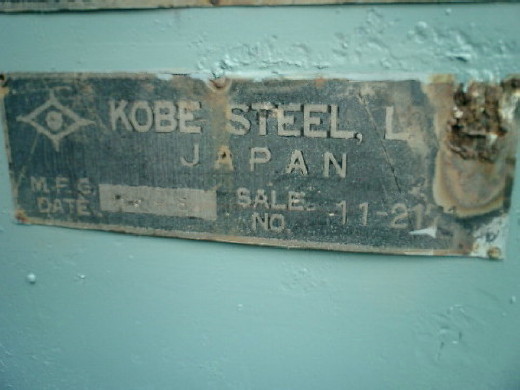 KOBE STEEL, L
JAPAN
M.F.G. DATE SALE. NO. 11-21